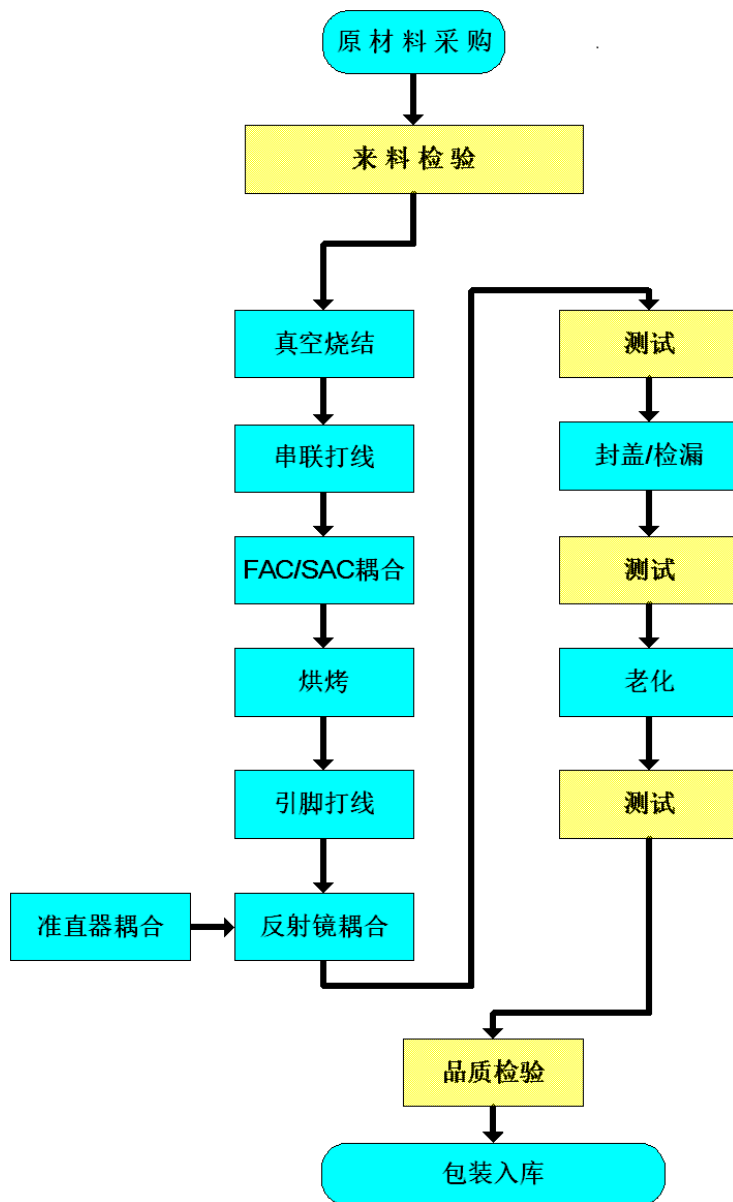 原材料采购
来料检验
真空烧结
串联打线
FAC/SAC耦合
烘烤
引脚打线
准直器耦合
反射镜耦合
测试
封盖/检漏
测试
老化
测试
品质检验
包装入库